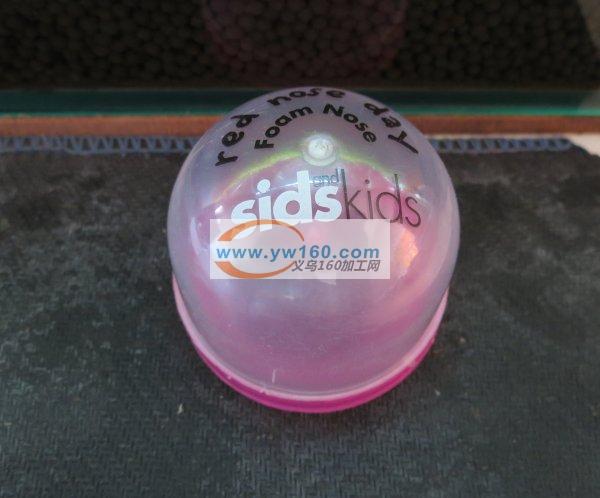 red nose day
Foam Nose
sids and kids
www.yw160.com
义乌160加工网